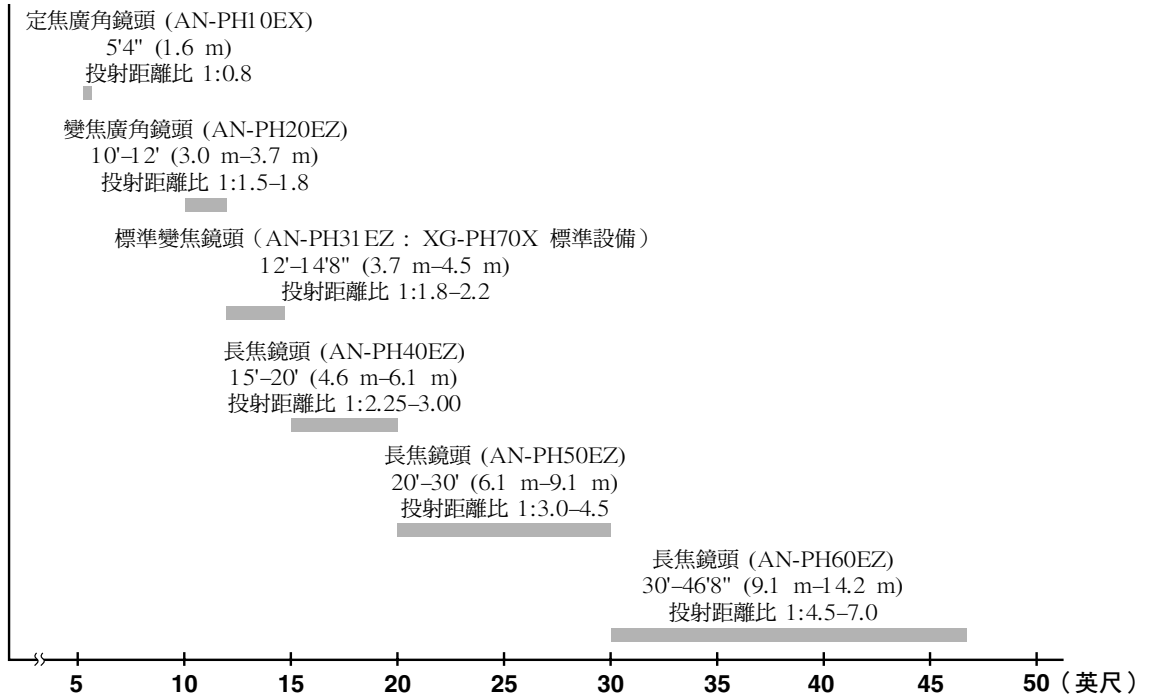 定焦廣角鏡頭 (AN-PH10EX)
5'4" (1.6 m)
投射距離比 1:0.8
變焦廣角鏡頭 (AN-PH20EZ)
10'–12' (3.0 m–3.7 m)
投射距離比 1:1.5–1.8
標準變焦鏡頭（AN-PH31EZ : XG-PH70X 標準設備）
12'–14'8" (3.7 m–4.5 m)
投射距離比 1:1.8–2.2
長焦鏡頭 (AN-PH40EZ)
15'–20' (4.6 m–6.1 m)
投射距離比 1:2.25–3.00
長焦鏡頭 (AN-PH50EZ)
20'–30' (6.1 m–9.1 m)
投射距離比 1:3.0–4.5
長焦鏡頭 (AN-PH60EZ)
30'–46'8" (9.1 m–14.2 m)
投射距離比 1:4.5–7.0
5 10 15 20 25 30 35 40 45 50（英尺）